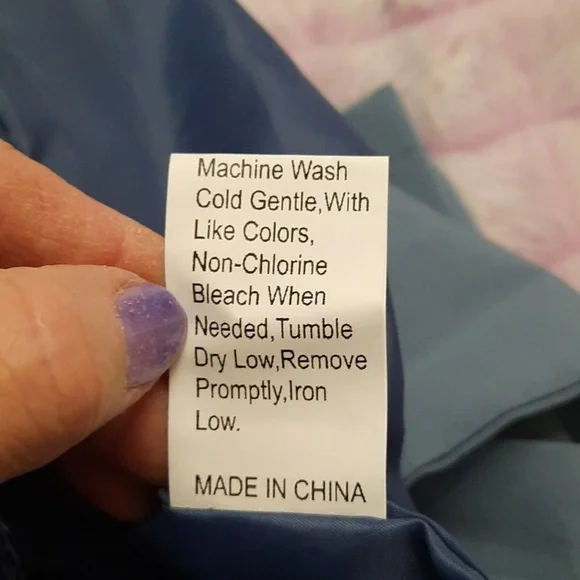 Machine Wash
Cold Gentle,With
Like Colors,
Non-Chlorine
Bleach When
Needed,Tumble
Dry Low,Remove
Promptly,Iron
Low.
MADE IN CHINA